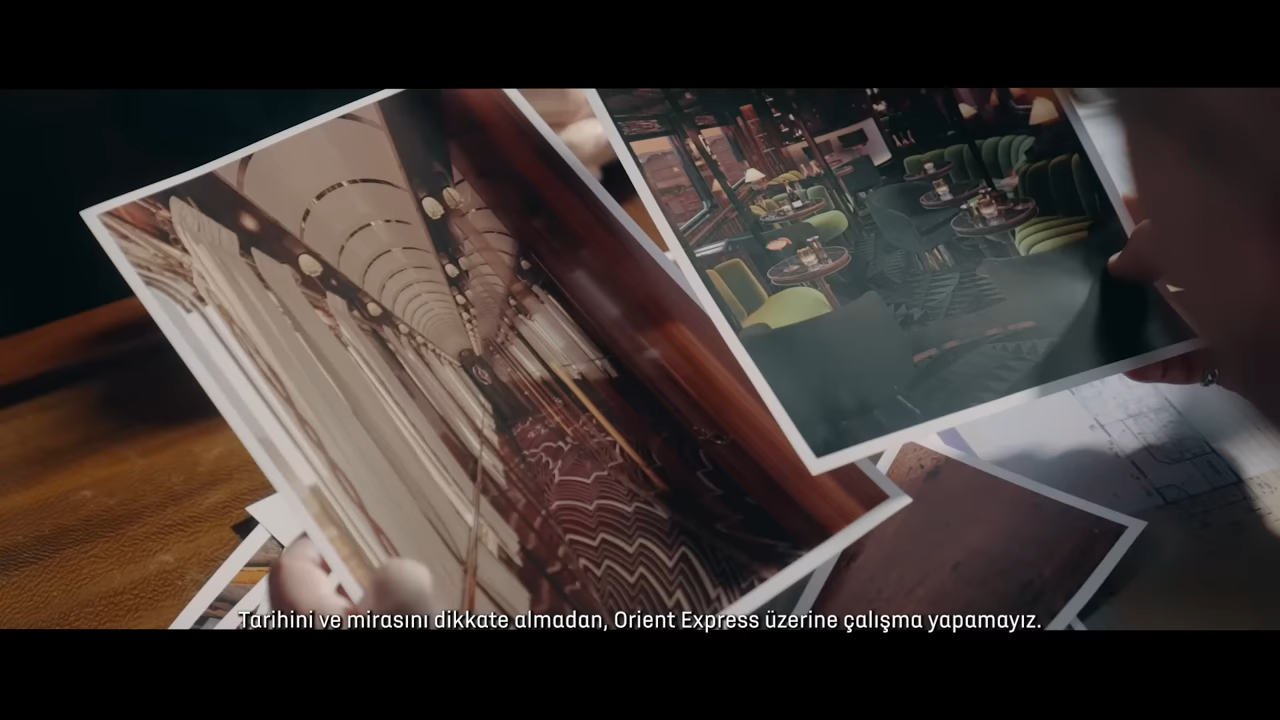 Tarihini ve mirasını dikkate almadan, Orient Express üzerine çalışma yapamayız.